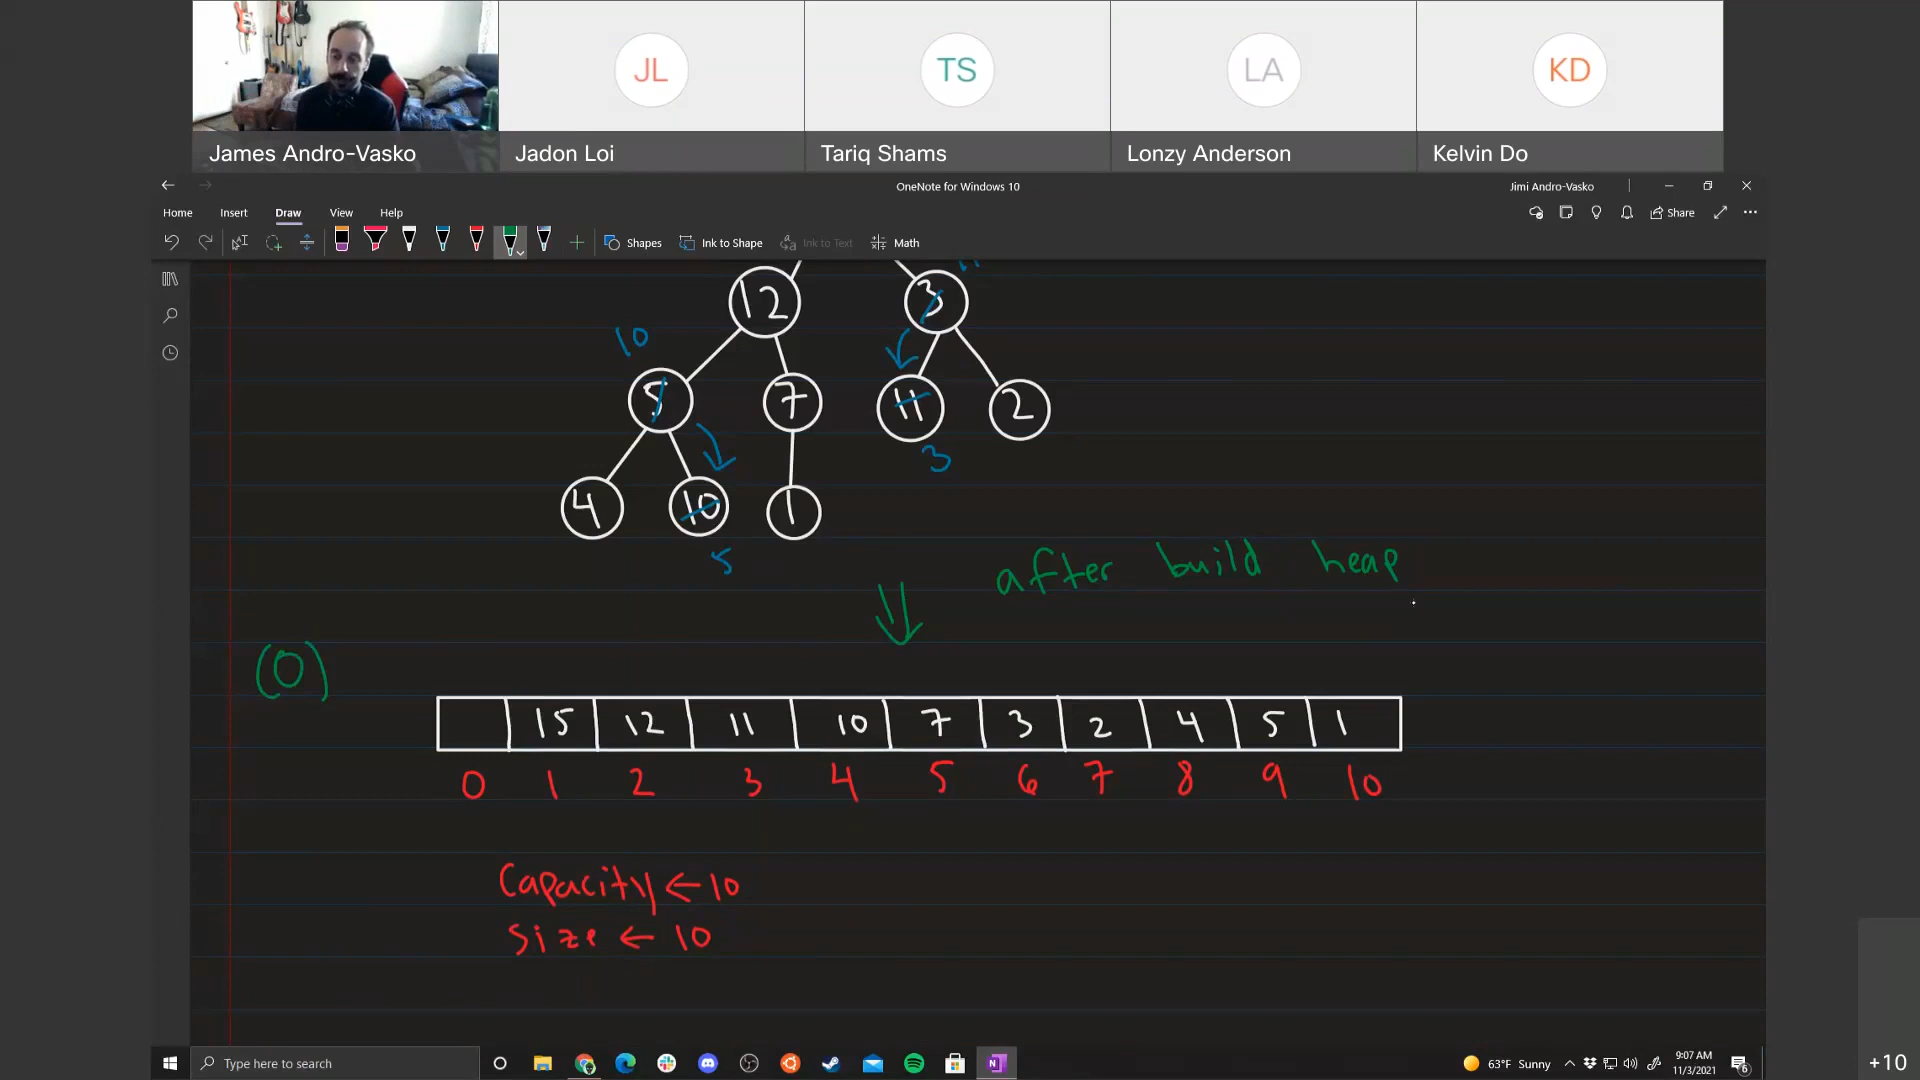 JL
TS
LA
KD
James Andro-Vasko
Jadon Loi
Tariq Shams
Lonzy Anderson
Kelvin Do
OneNote for Windows 10
Jimi Andro-Vasko
Home Insert Draw View Help
Share
Shapes Ink to Shape Ink to Text Math
12 3
10
5 7 11 2
3
4 10 1
5
after build heap
(0)
15 12 11 10 7 3 2 4 5 1
0 1 2 3 4 5 6 7 8 9 10
Capacity ← 10
Size ← 10
Type here to search
63°F Sunny
9:07 AM
11/3/2021
6
+10